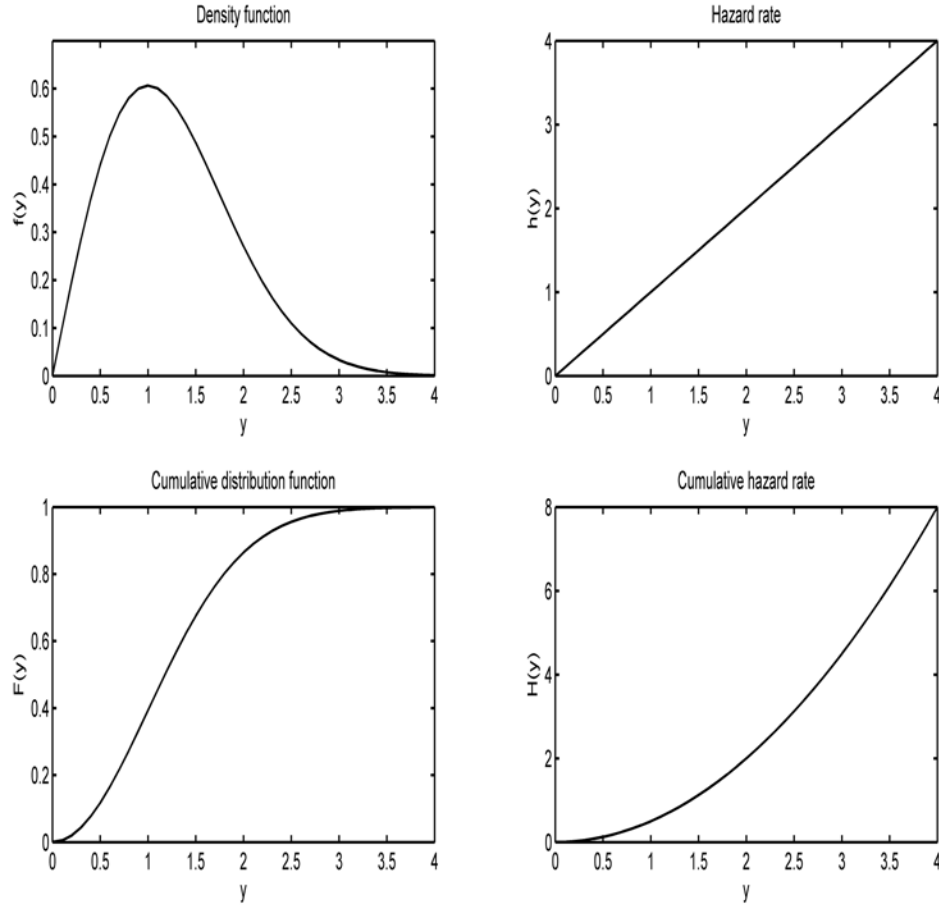 Density function
0.6
0.5
0.4
0.3
0.2
0.1
0
f(y)
0 0.5 1 1.5 2 2.5 3 3.5 4
y
Hazard rate
4
3
2
1
0
h(y)
0 0.5 1 1.5 2 2.5 3 3.5 4
y
Cumulative distribution function
1
0.8
0.6
0.4
0.2
0
F(y)
0 0.5 1 1.5 2 2.5 3 3.5 4
y
Cumulative hazard rate
8
6
4
2
0
H(y)
0 0.5 1 1.5 2 2.5 3 3.5 4
y